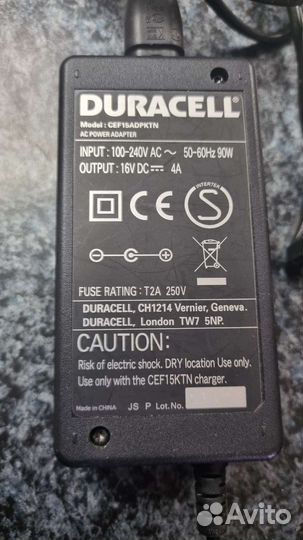 DURACELL®
Model : CEF15ADPKTN
AC POWER ADAPTER
INPUT : 100-240V AC ~ 50-60Hz 90W
OUTPUT : 16V DC 4A
INTERTEK
CE S
- +
FUSE RATING : T2A 250V
DURACELL, CH1214 Vernier, Geneva.
DURACELL, London TW7 5NP.
CAUTION:
Risk of electric shock. DRY location Use only.
Use only with the CEF15KTN charger.
Made in CHINA JS P Lot.No.
Avito